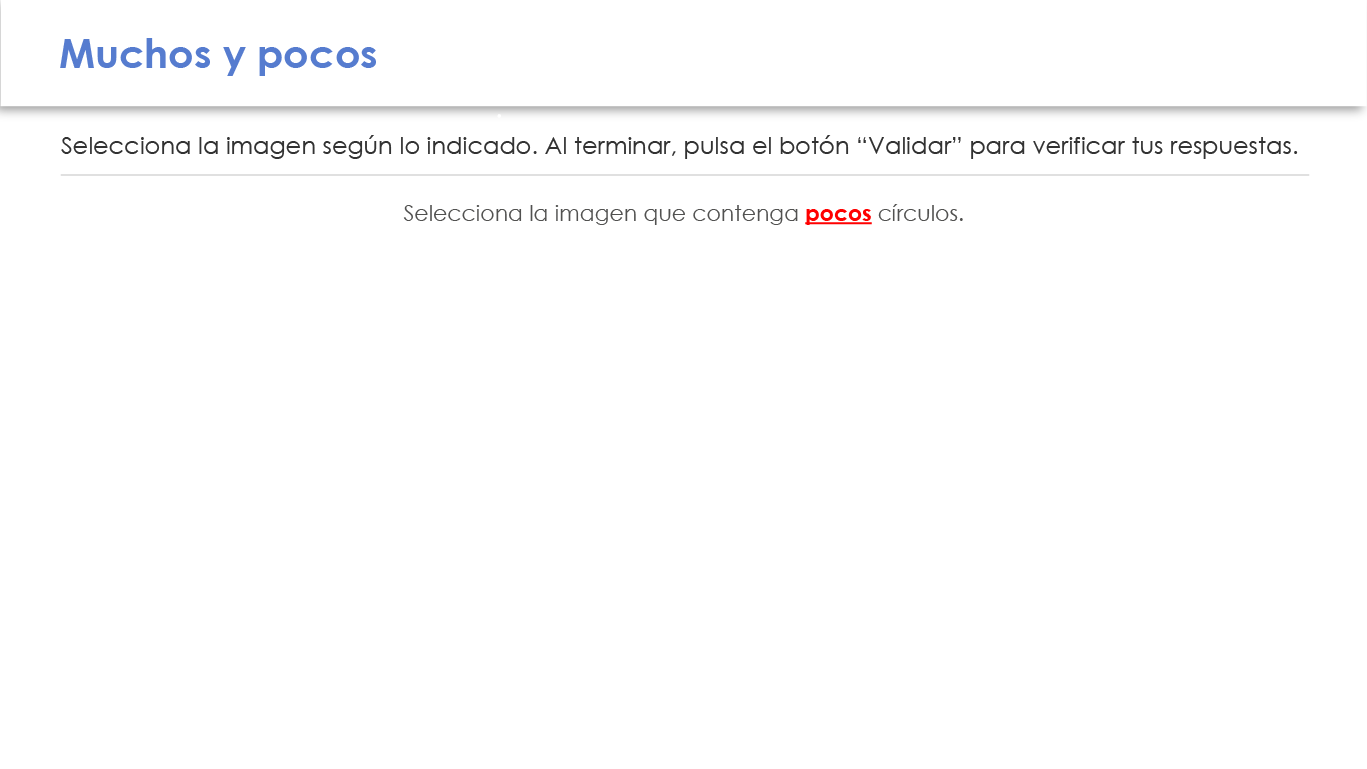 Muchos y pocos
Selecciona la imagen según lo indicado. Al terminar, pulsa el botón “Validar” para verificar tus respuestas.
Selecciona la imagen que contenga pocos círculos.